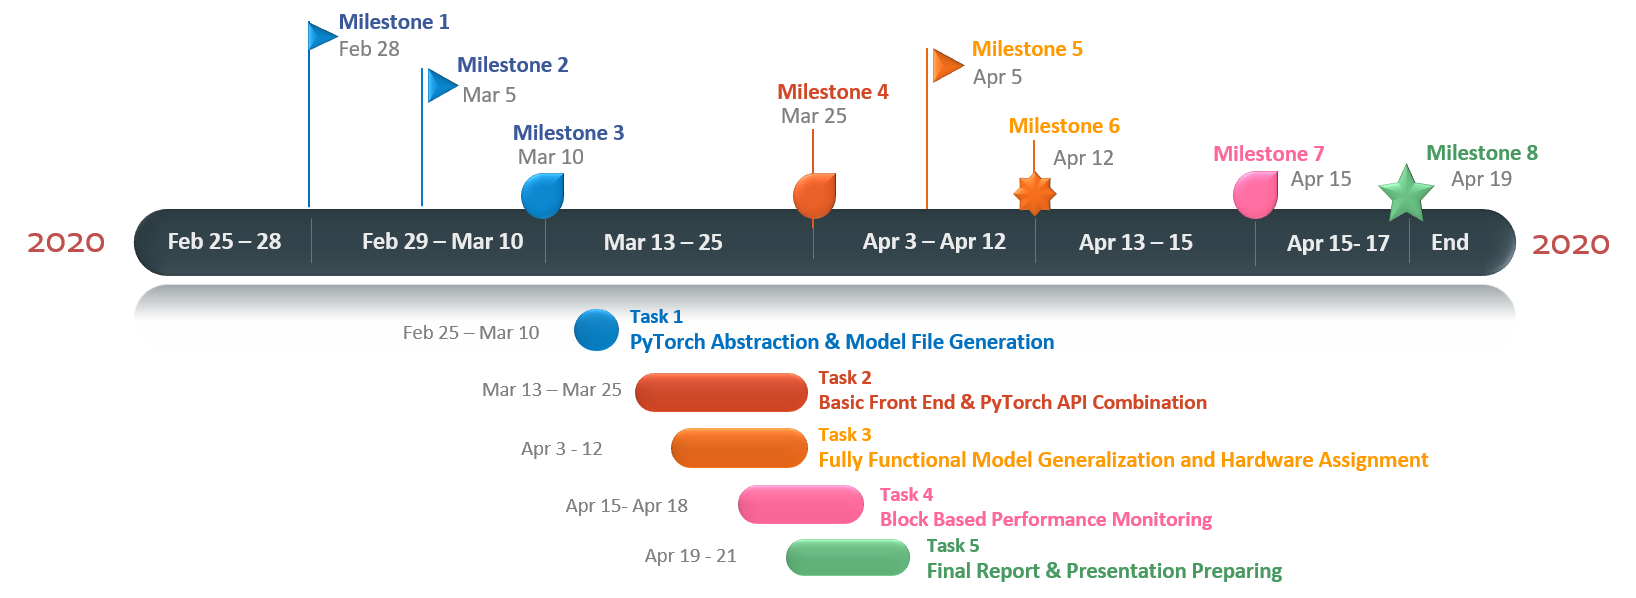 Milestone 1
Feb 28
Milestone 2
Mar 5
Milestone 3
Mar 10
Milestone 4
Mar 25
Milestone 5
Apr 5
Milestone 6
Apr 12
Milestone 7
Apr 15
Milestone 8
Apr 19
2020
Feb 25 – 28
Feb 29 – Mar 10
Mar 13 – 25
Apr 3 – Apr 12
Apr 13 – 15
Apr 15- 17
End
2020
Feb 25 – Mar 10
Task 1
PyTorch Abstraction & Model File Generation
Mar 13 – Mar 25
Task 2
Basic Front End & PyTorch API Combination
Apr 3 - 12
Task 3
Fully Functional Model Generalization and Hardware Assignment
Apr 15- Apr 18
Task 4
Block Based Performance Monitoring
Apr 19 - 21
Task 5
Final Report & Presentation Preparing